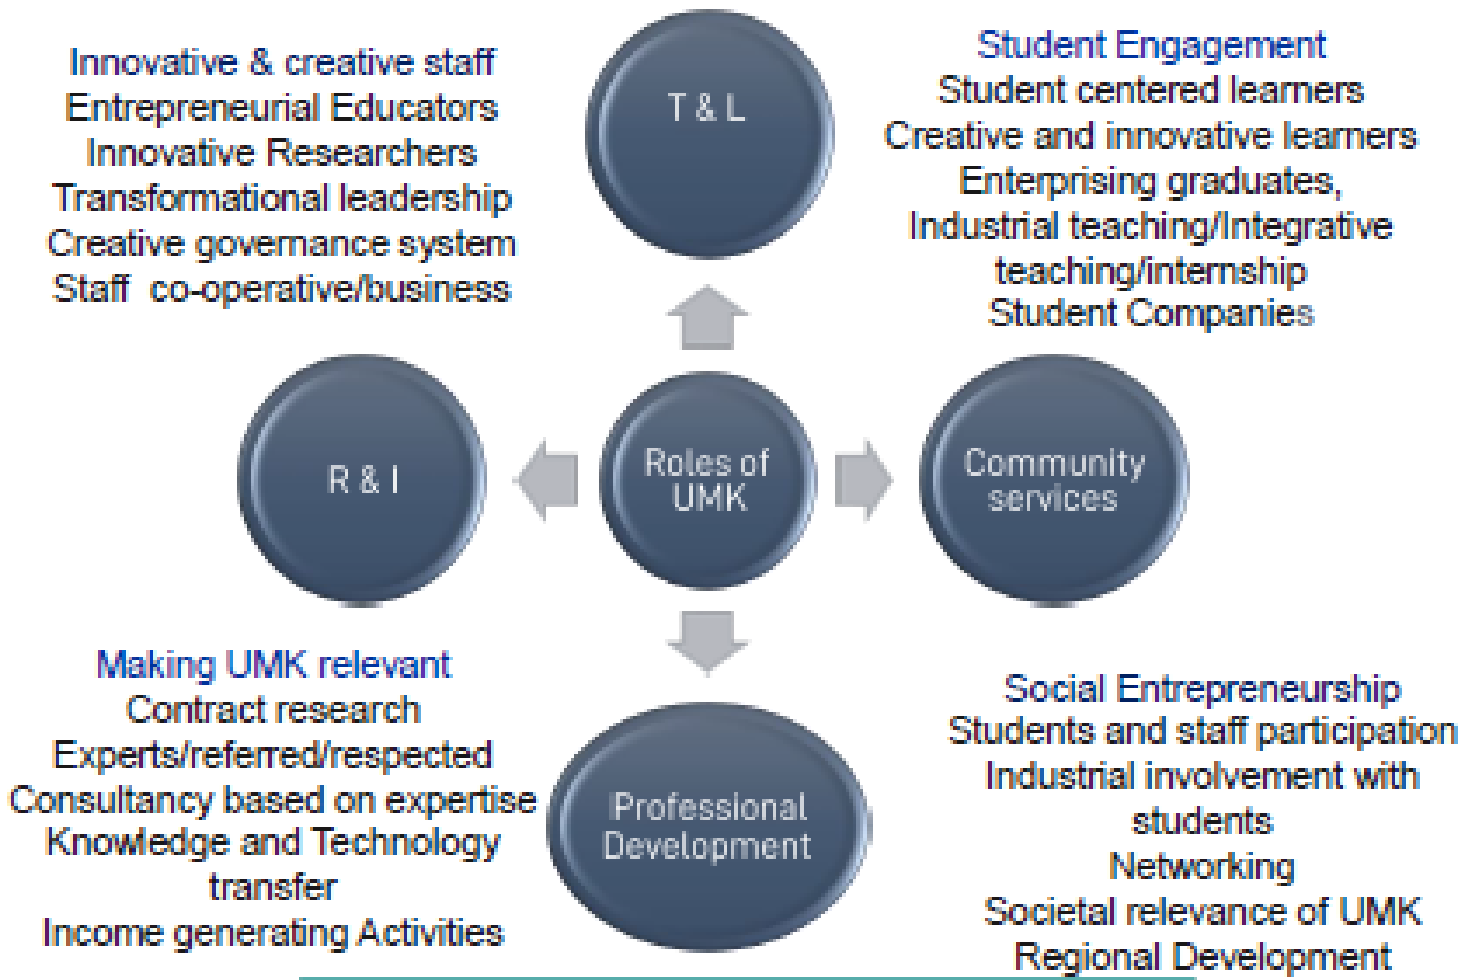 Innovative & creative staff
Entrepreneurial Educators
Innovative Researchers
Transformational leadership
Creative governance system
Staff co-operative/business
T & L
Student Engagement
Student centered learners
Creative and innovative learners
Enterprising graduates,
Industrial teaching/Integrative
teaching/internship
Student Companies
R & I
Roles of
UMK
Community
services
Making UMK relevant
Contract research
Experts/referred/respected
Consultancy based on expertise
Knowledge and Technology
transfer
Income generating Activities
Professional
Development
Social Entrepreneurship
Students and staff participation
Industrial involvement with
students
Networking
Societal relevance of UMK
Regional Development